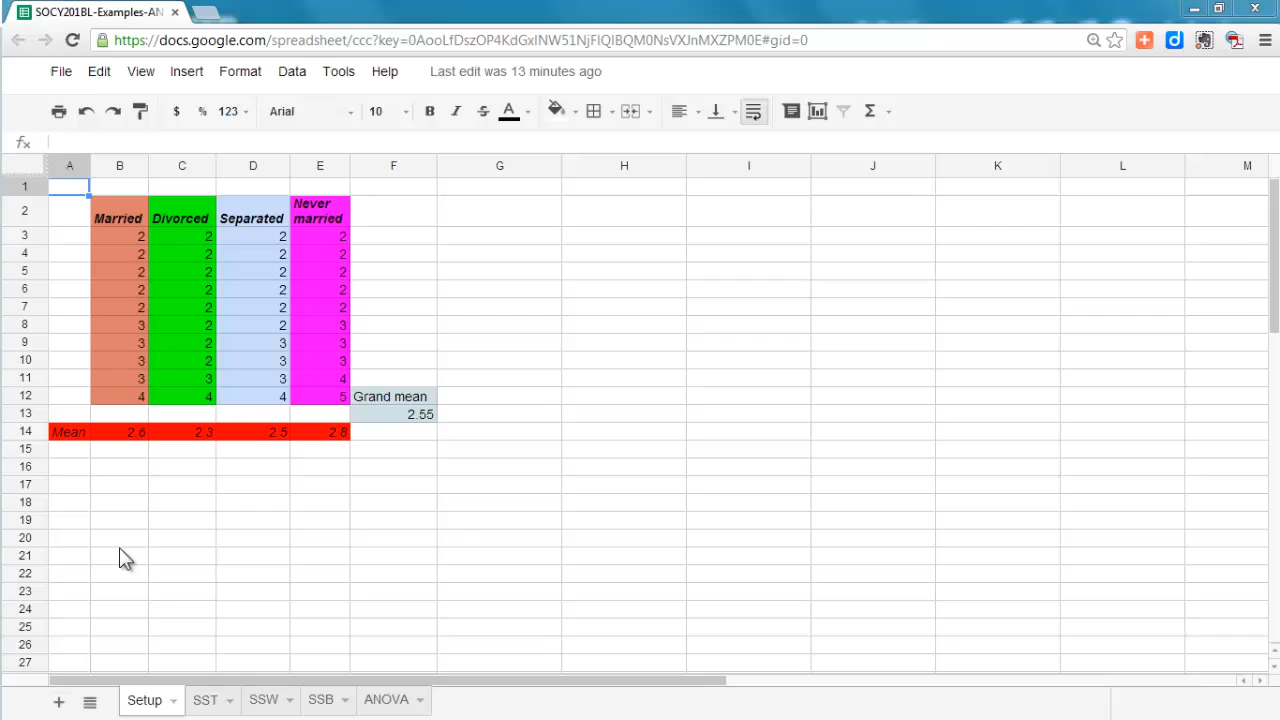 SOCY201BL-Examples-AN
https://docs.google.com/spreadsheet/ccc?key=0AooLfDszOP4KdGxINW51NjFIQlBQM0NsVXJnMXZPM0E#gid=0
File Edit View Insert Format Data Tools Help Last edit was 13 minutes ago
$ % 123 Arial 10 B I S A Σ
fx
A B C D E F G H I J K L M
1
2 Married Divorced Separated Never married
3 2 2 2 2
4 2 2 2 2
5 2 2 2 2
6 2 2 2 2
7 2 2 2 2
8 3 2 2 3
9 3 2 3 3
10 3 2 3 3
11 3 3 3 4
12 4 4 4 5 Grand mean
13 2.55
14 Mean 2.6 2.3 2.5 2.8
15
16
17
18
19
20
21
22
23
24
25
26
27
Setup SST SSW SSB ANOVA